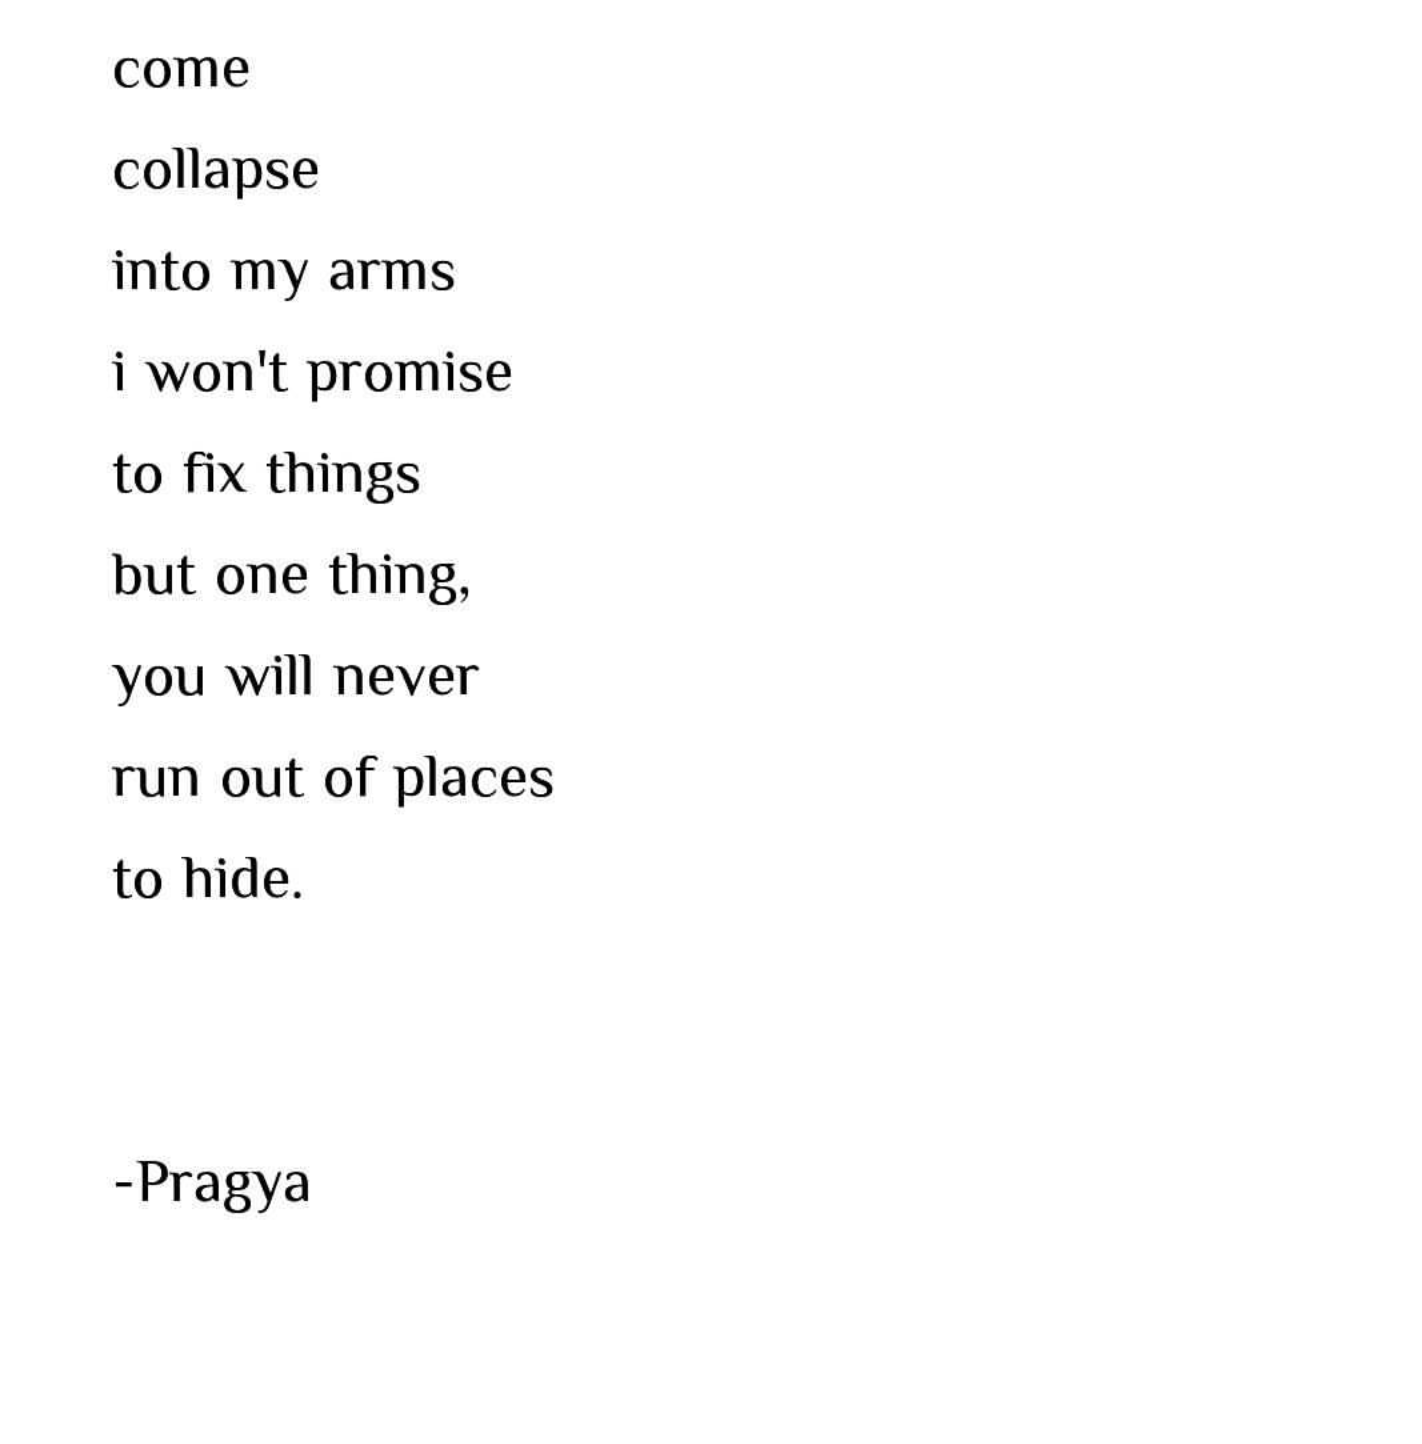 come
collapse
into my arms
i won't promise
to fix things
but one thing,
you will never
run out of places
to hide.
-Pragya